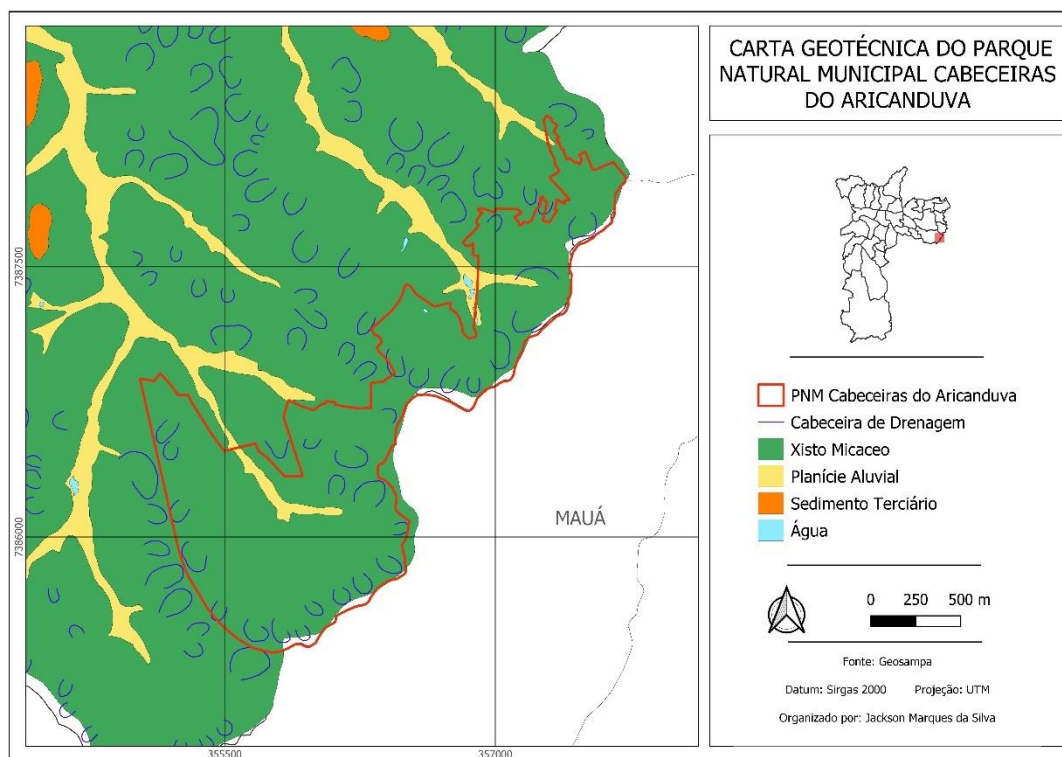 CARTA GEOTÉCNICA DO PARQUE
NATURAL MUNICIPAL CABECEIRAS
DO ARICANDUVA
7387500
7386000
MAUÁ
355500
357000
PNM Cabeceiras do Aricanduva
Cabeceira de Drenagem
Xisto Micaceo
Planície Aluvial
Sedimento Terciário
Água
0 250 500 m
Fonte: Geosampa
Datum: Sirgas 2000 Projeção: UTM
Organizado por: Jackson Marques da Silva